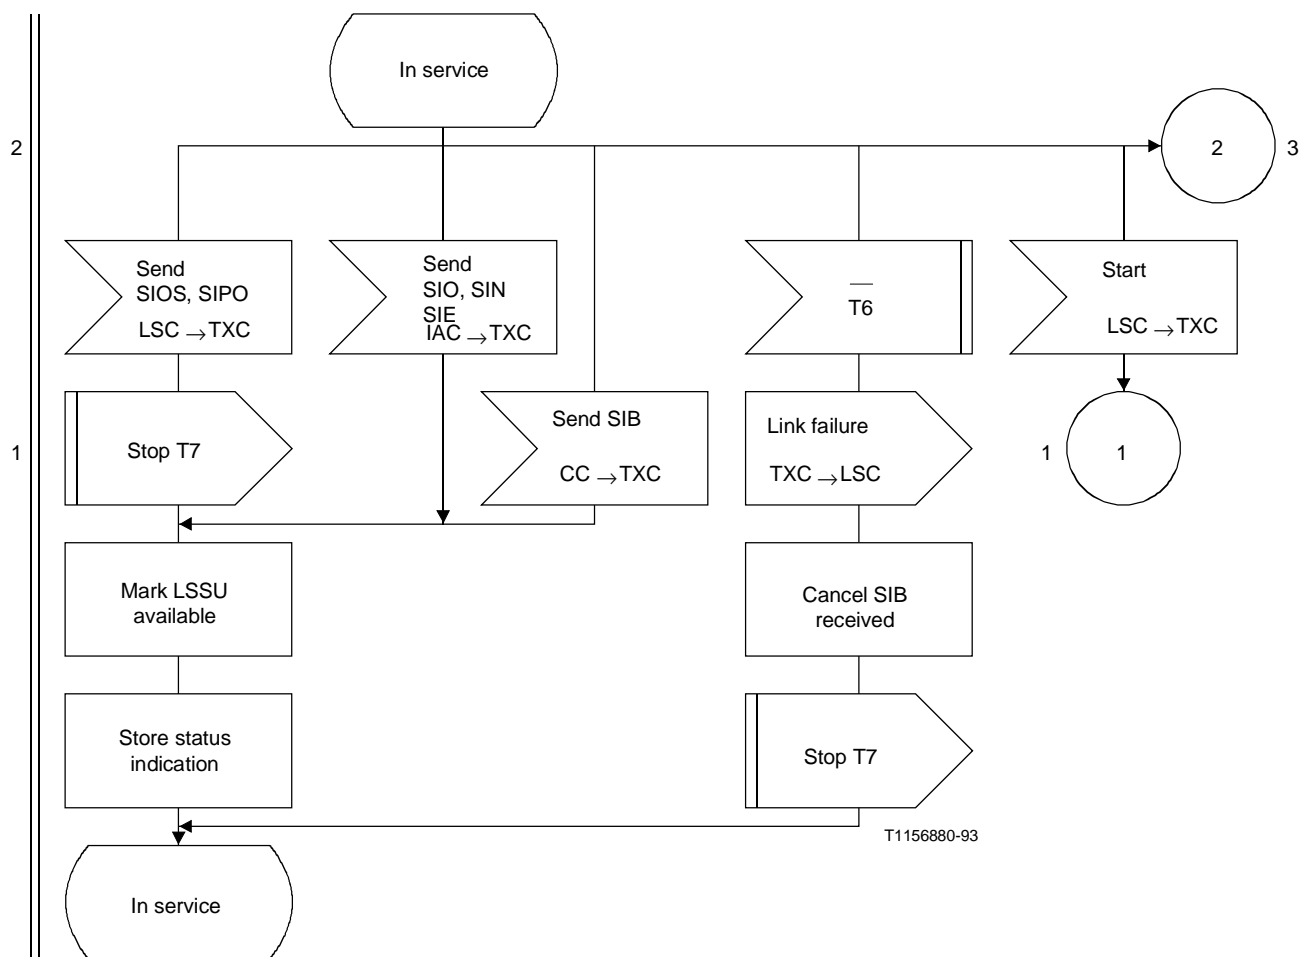 In service
2
2
3
Send
SIOS, SIPO
LSC → TXC
Send
SIO, SIN
SIE
IAC → TXC
T6
Start
LSC → TXC
1
Stop T7
Send SIB
CC → TXC
Link failure
TXC → LSC
1
1
Mark LSSU
available
Cancel SIB
received
Store status
indication
Stop T7
T1156880-93
In service